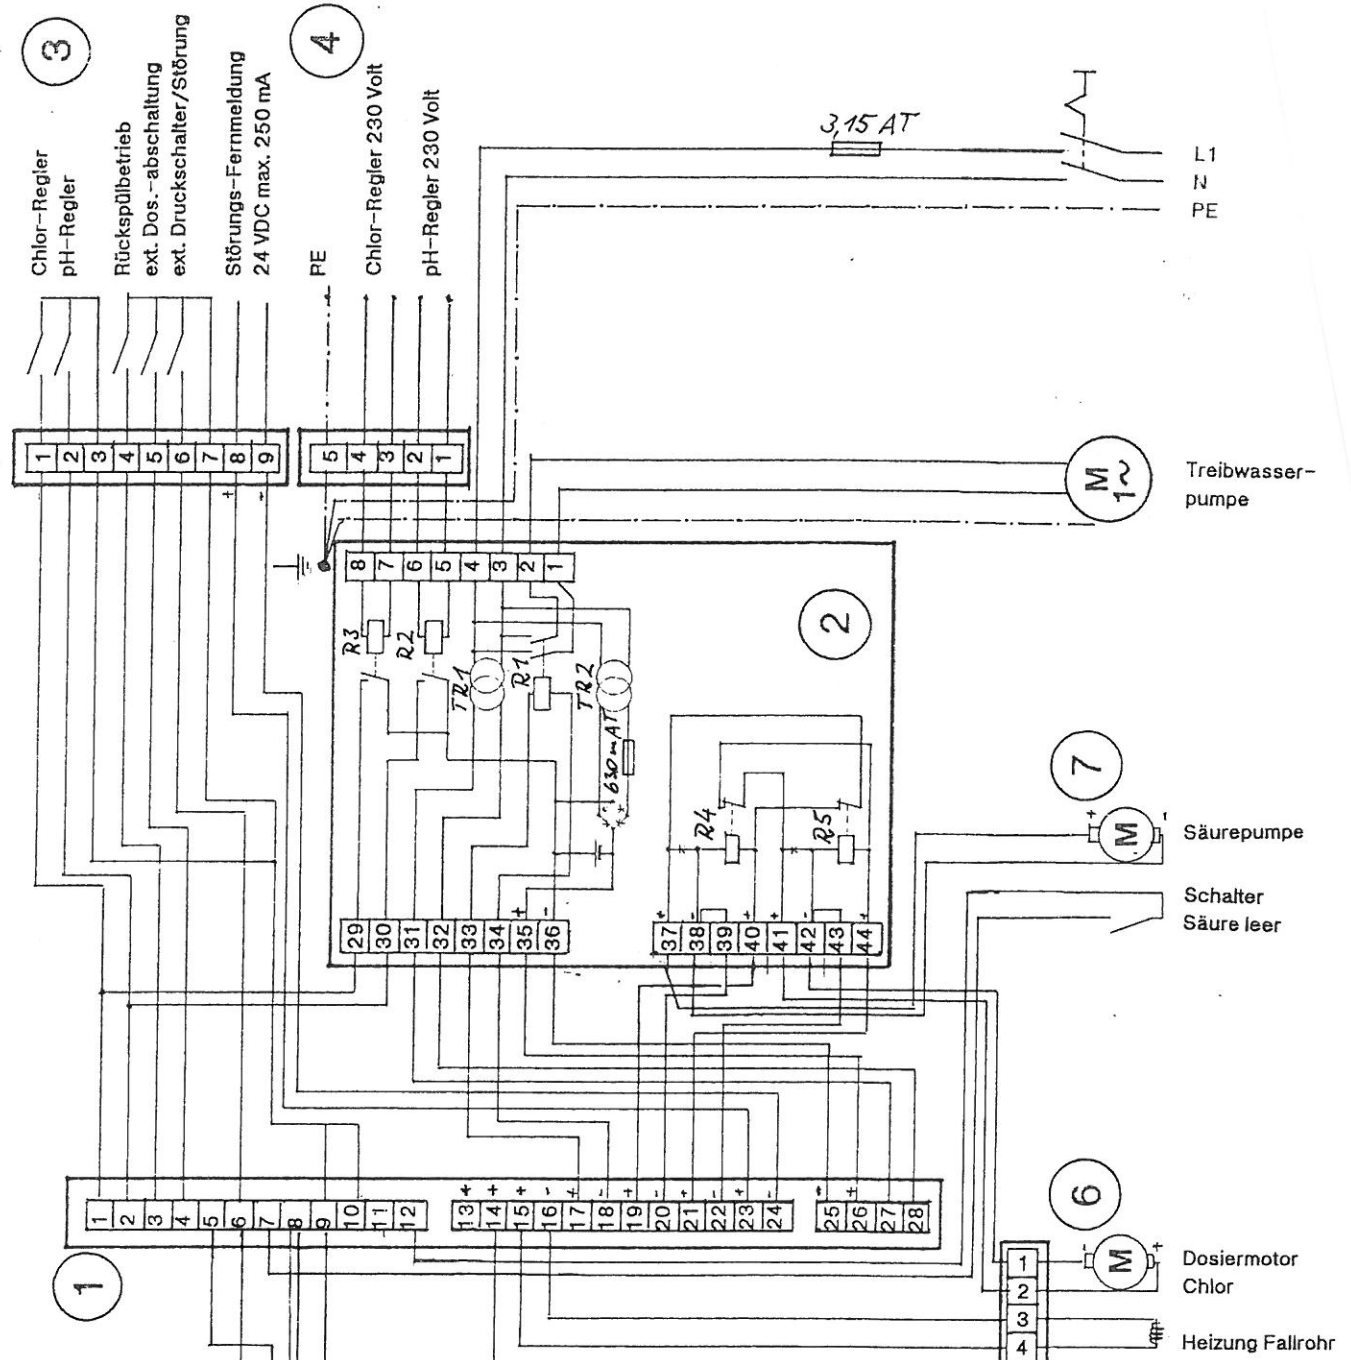 3
Chlor-Regler
pH-Regler
Rückspülbetrieb
ext. Dos.-abschaltung
ext. Druckschalter/Störung
Störungs-Fernmeldung
24 VDC max. 250 mA
4
PE
Chlor-Regler 230 Volt
pH-Regler 230 Volt
3,15 AT
L1
N
PE
1 2 3 4 5 6 7 8 9
+ -
5 4 3 2 1
M
1~
Treibwasser-
pumpe
8 7 6 5 4 3 2 1
2
R3
R2
TR1
R1
TR2
630 mAT
R4
R5
7
+ -
M
Säurepumpe
Schalter
Säure leer
+ -
29 30 31 32 33 34 35 36
+ - + + - +
37 38 39 40 41 42 43 44
+ + + - + - + - + - + - + +
1 2 3 4 5 6 7 8 9 10 11 12
13 14 15 16 17 18 19 20 21 22 23 24
25 26 27 28
1
6
- +
M
Dosiermotor
Chlor
1
2
3
4
Heizung Fallrohr